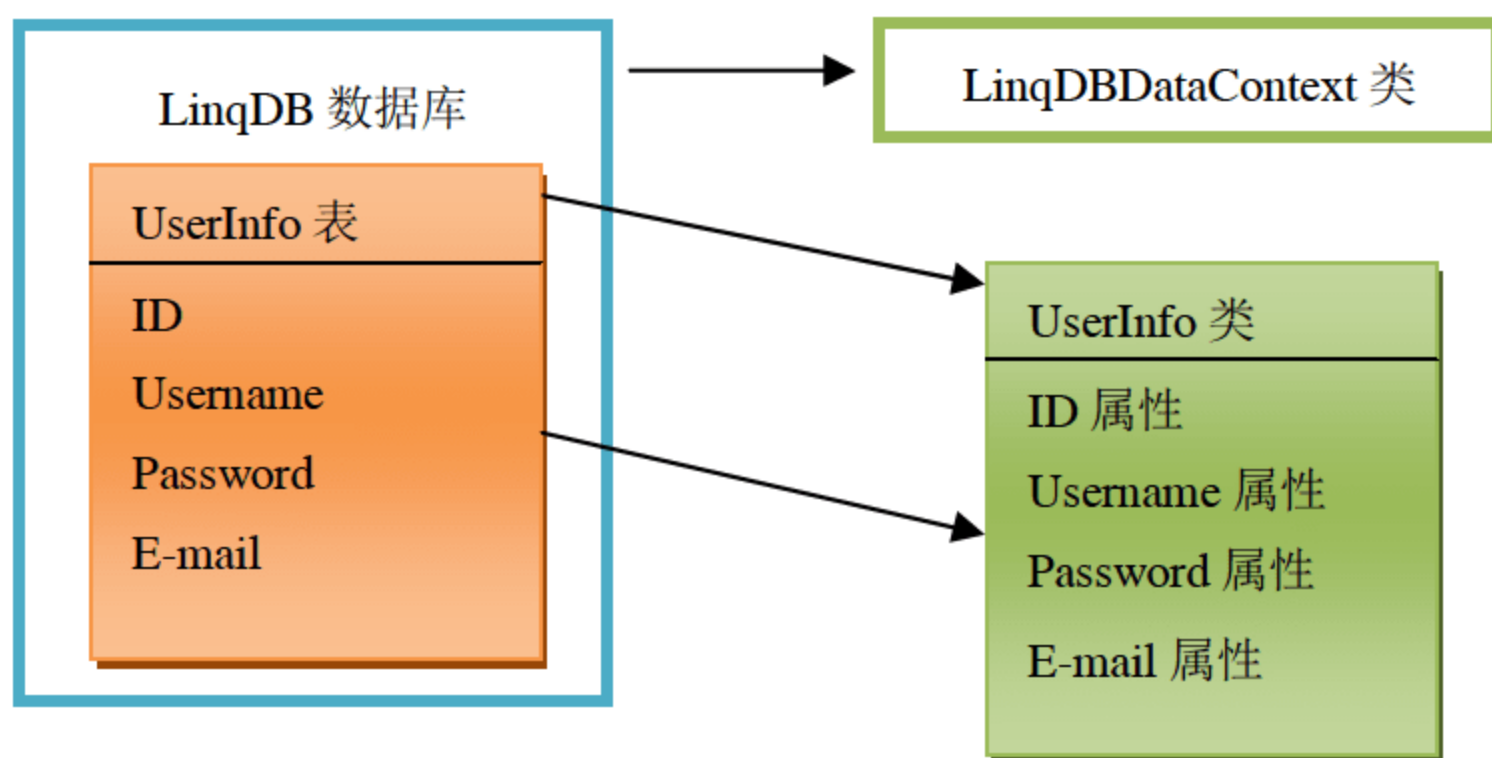 LinqDB 数据库
UserInfo 表
ID
Username
Password
E-mail
LinqDBDataContext 类
UserInfo 类
ID 属性
Username 属性
Password 属性
E-mail 属性